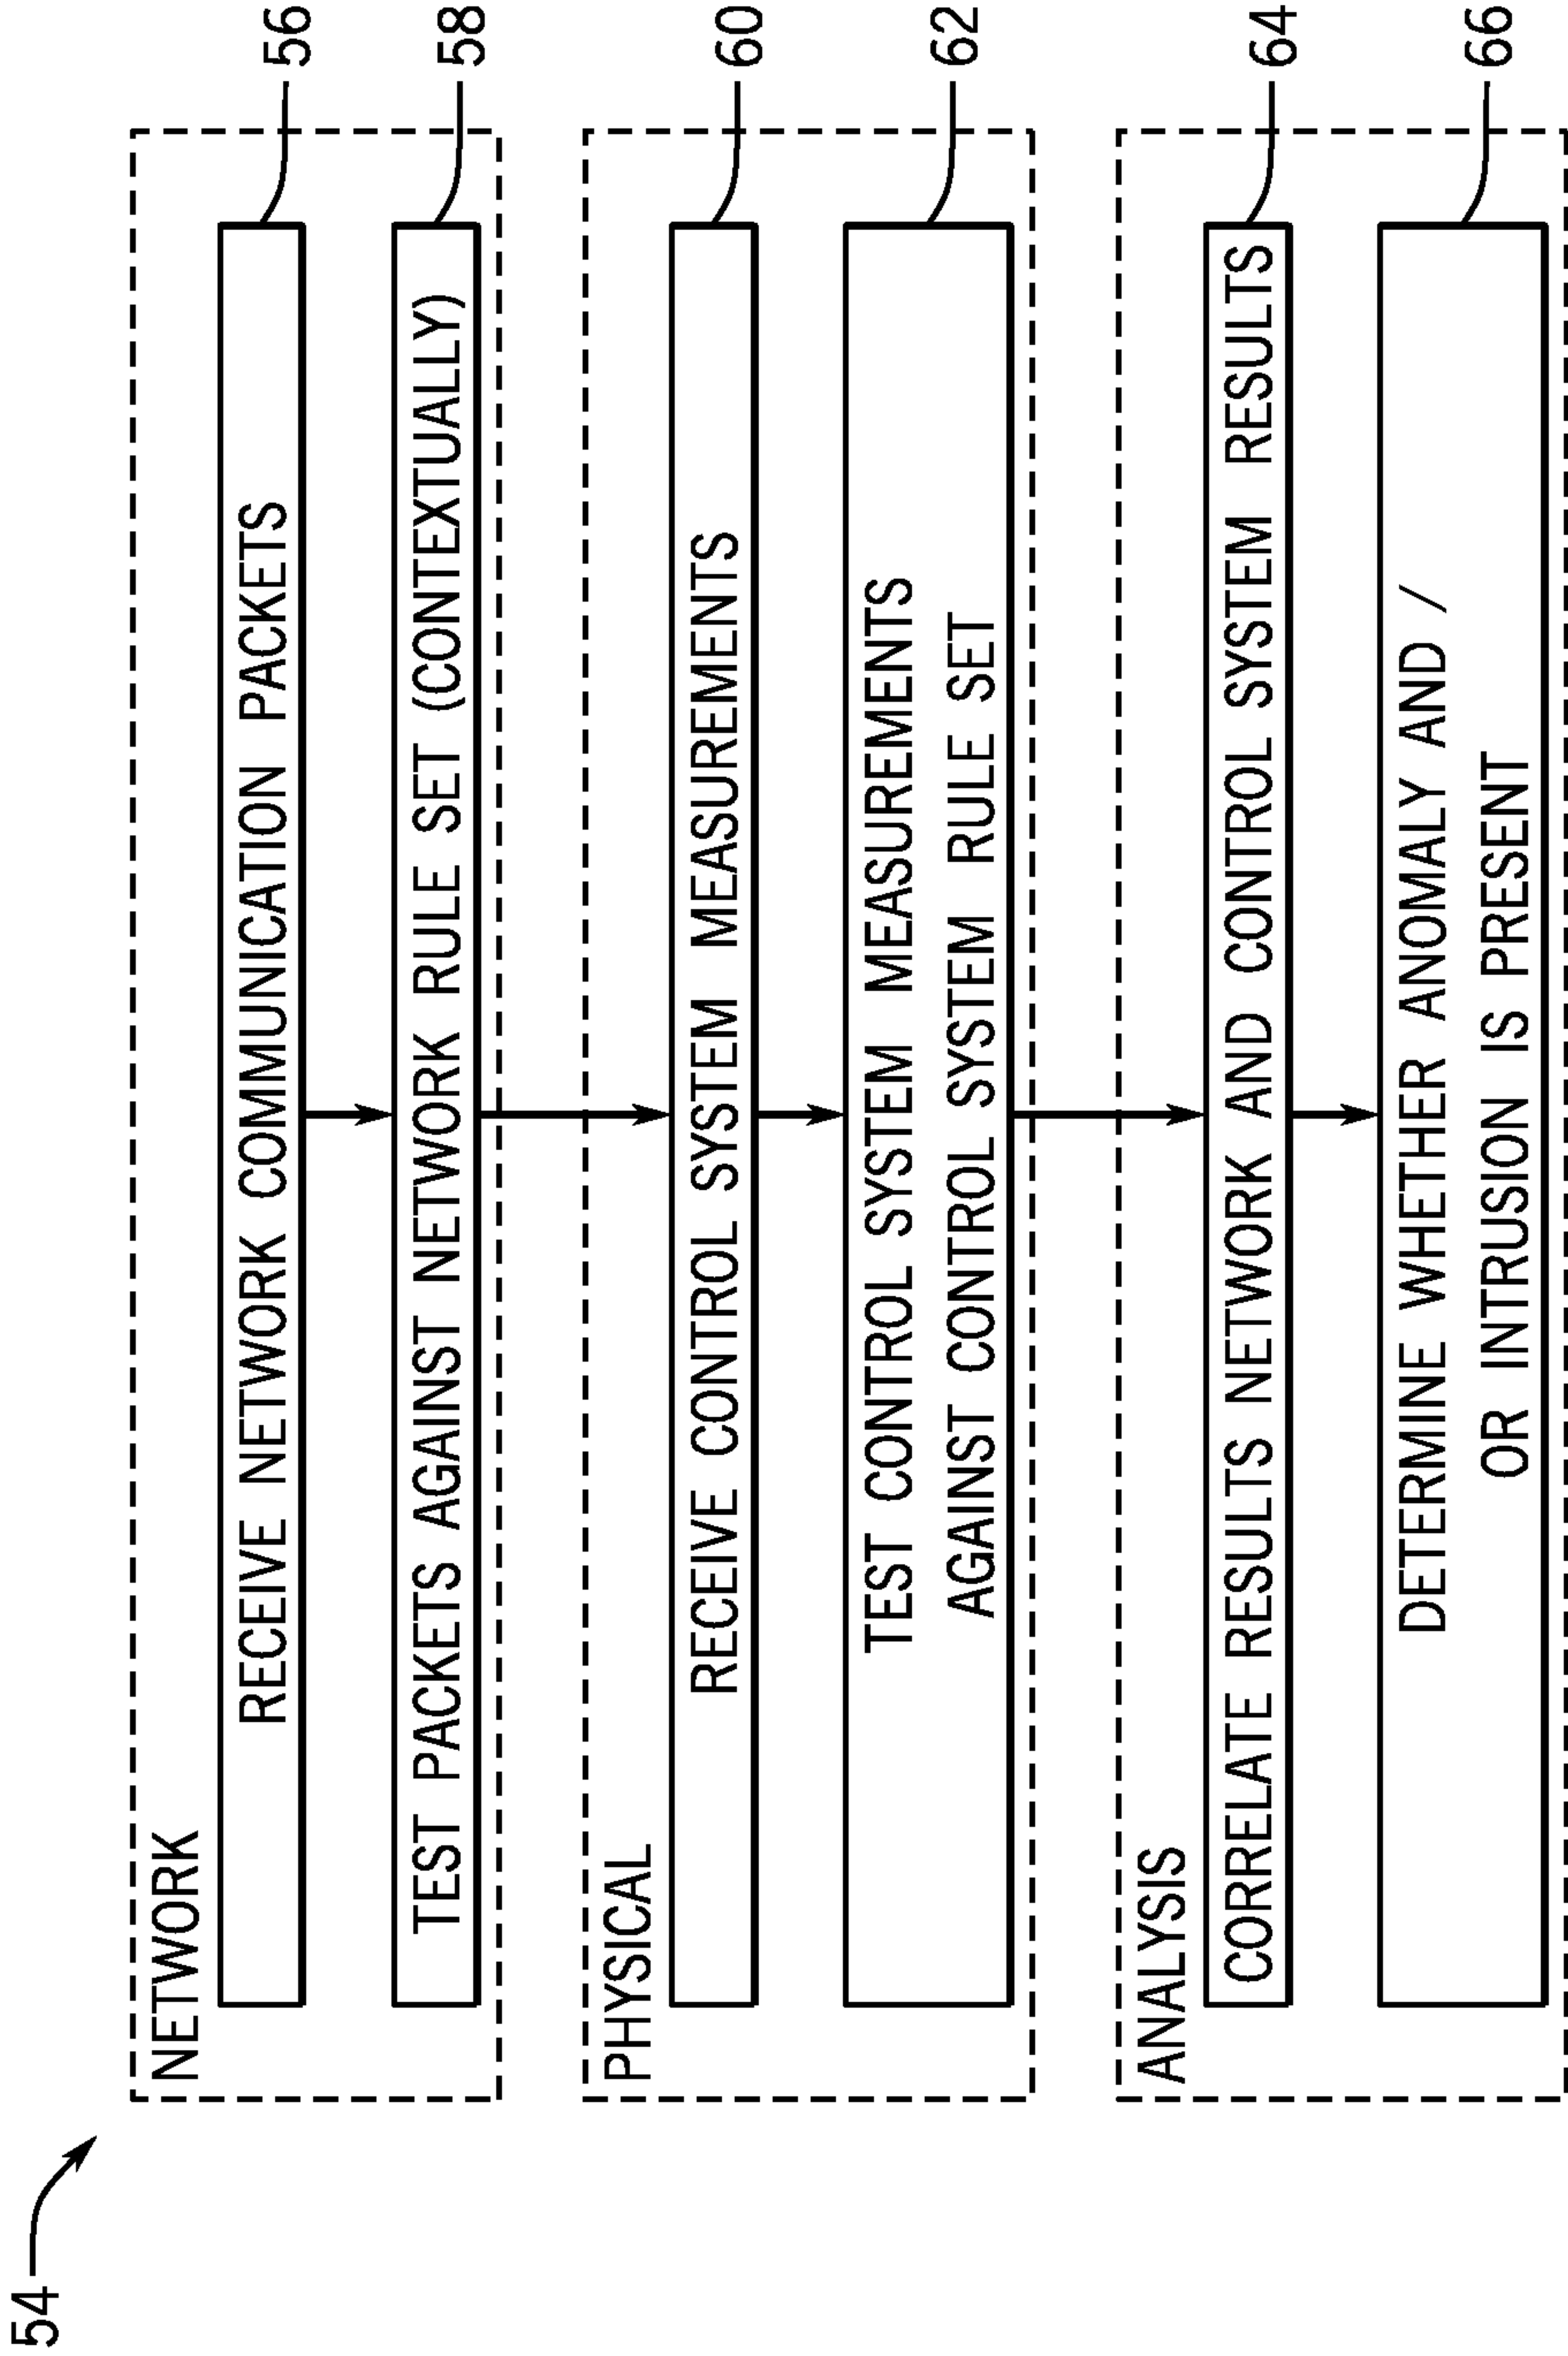 54
NETWORK
RECEIVE NETWORK COMMUNICATION PACKETS
56
TEST PACKETS AGAINST NETWORK RULE SET (CONTEXTUALLY)
58
PHYSICAL
RECEIVE CONTROL SYSTEM MEASUREMENTS
60
TEST CONTROL SYSTEM MEASUREMENTS
AGAINST CONTROL SYSTEM RULE SET
62
ANALYSIS
CORRELATE RESULTS NETWORK AND CONTROL SYSTEM RESULTS
64
DETERMINE WHETHER ANOMALY AND /
OR INTRUSION IS PRESENT
66